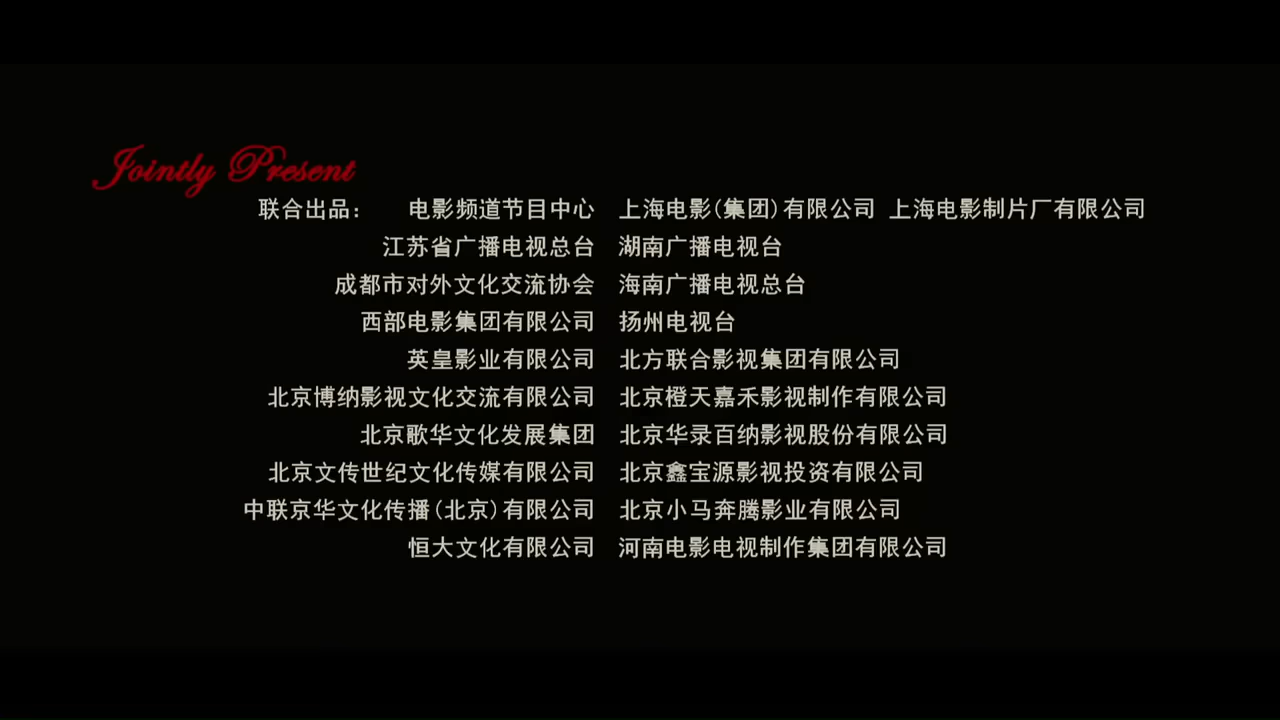 Jointly Present
联合出品： 电影频道节目中心 上海电影(集团)有限公司 上海电影制片厂有限公司
江苏省广播电视总台 湖南广播电视台
成都市对外文化交流协会 海南广播电视总台
西部电影集团有限公司 扬州电视台
英皇影业有限公司 北方联合影视集团有限公司
北京博纳影视文化交流有限公司 北京橙天嘉禾影视制作有限公司
北京歌华文化发展集团 北京华录百纳影视股份有限公司
北京文传世纪文化传媒有限公司 北京鑫宝源影视投资有限公司
中联京华文化传播(北京)有限公司 北京小马奔腾影业有限公司
恒大文化有限公司 河南电影电视制作集团有限公司